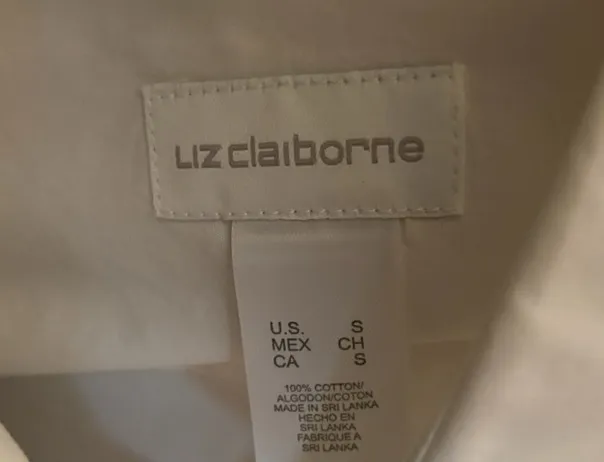 Liz claiborne
U.S. S
MEX CH
CA S
100% COTTON/
ALGODON/COTON
MADE IN SRI LANKA
HECHO EN
SRI LANKA
FABRIQUE A
SRI LANKA